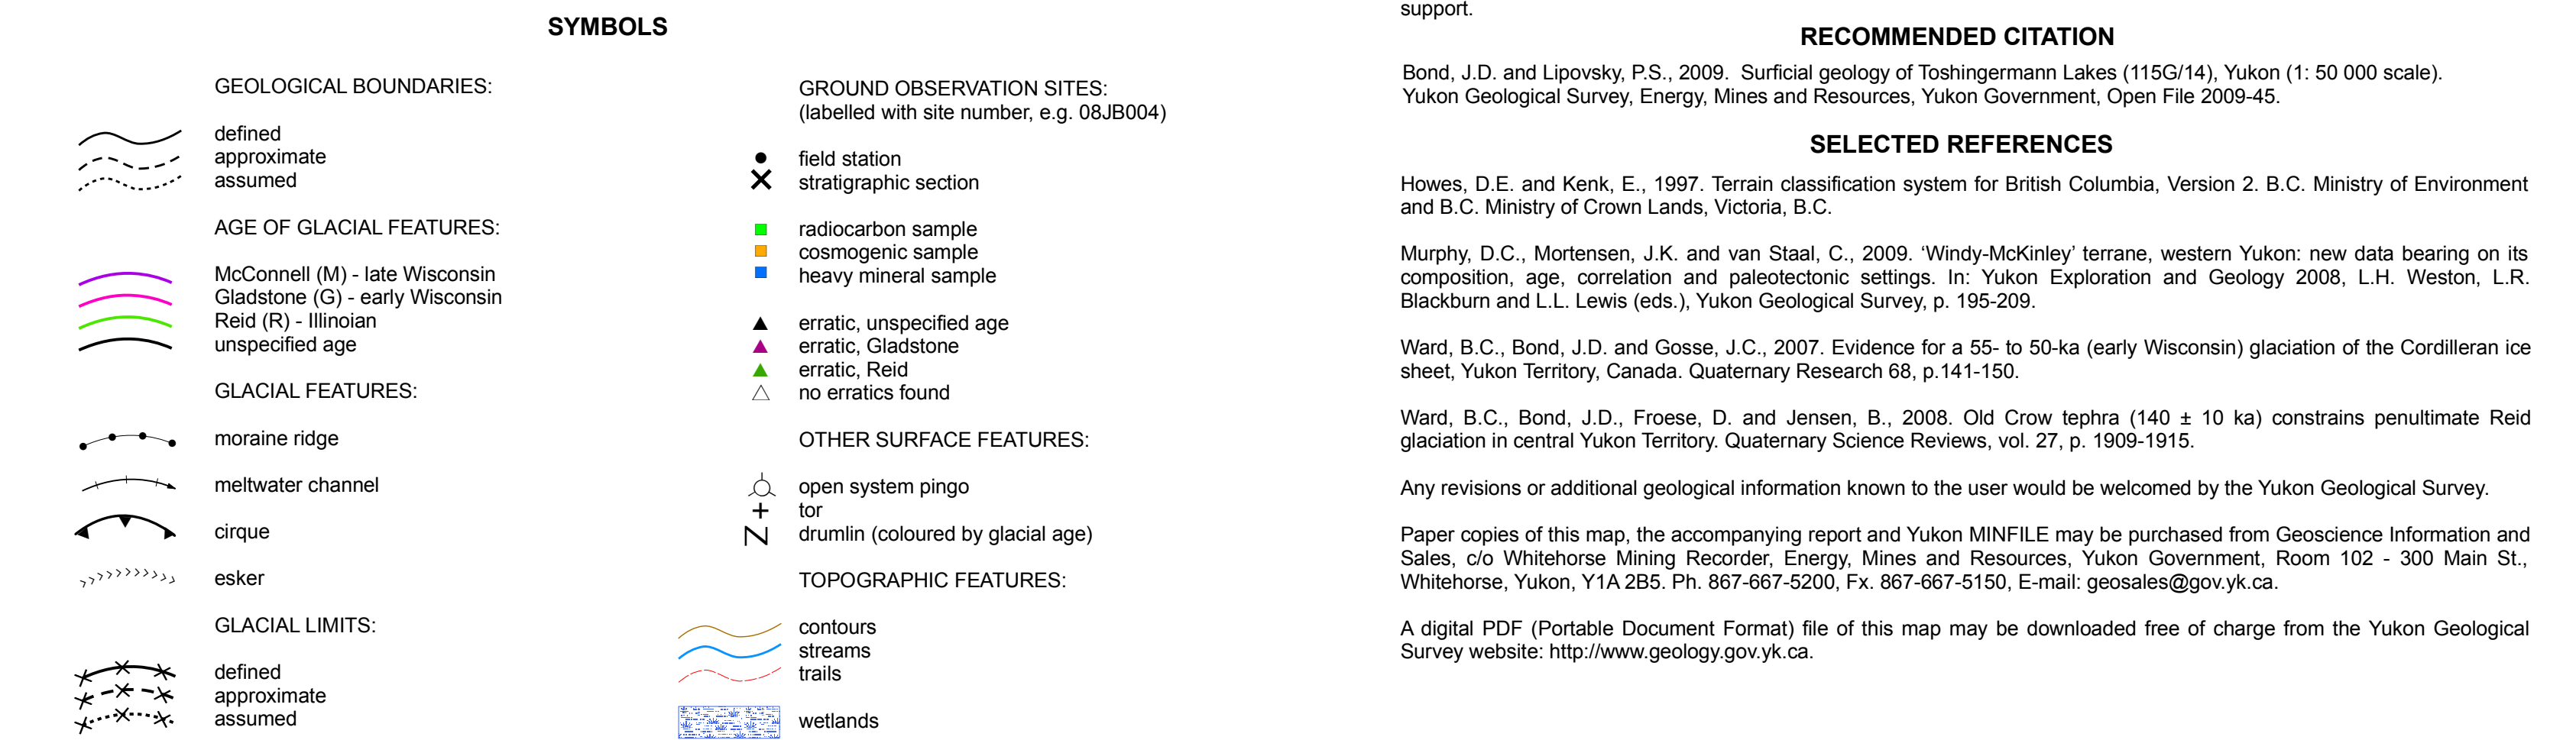 SYMBOLS
GEOLOGICAL BOUNDARIES:
defined
approximate
assumed
AGE OF GLACIAL FEATURES:
McConnell (M) - late Wisconsin
Gladstone (G) - early Wisconsin
Reid (R) - Illinoian
unspecified age
GLACIAL FEATURES:
moraine ridge
meltwater channel
cirque
esker
GLACIAL LIMITS:
defined
approximate
assumed
GROUND OBSERVATION SITES:
(labelled with site number, e.g. 08JB004)
field station
stratigraphic section
radiocarbon sample
cosmogenic sample
heavy mineral sample
erratic, unspecified age
erratic, Gladstone
erratic, Reid
no erratics found
OTHER SURFACE FEATURES:
open system pingo
tor
drumlin (coloured by glacial age)
TOPOGRAPHIC FEATURES:
contours
streams
trails
wetlands
support.
RECOMMENDED CITATION
Bond, J.D. and Lipovsky, P.S., 2009. Surficial geology of Toshingermann Lakes (115G/14), Yukon (1: 50 000 scale).
Yukon Geological Survey, Energy, Mines and Resources, Yukon Government, Open File 2009-45.
SELECTED REFERENCES
Howes, D.E. and Kenk, E., 1997. Terrain classification system for British Columbia, Version 2. B.C. Ministry of Environment
and B.C. Ministry of Crown Lands, Victoria, B.C.
Murphy, D.C., Mortensen, J.K. and van Staal, C., 2009. ‘Windy-McKinley’ terrane, western Yukon: new data bearing on its
composition, age, correlation and paleotectonic settings. In: Yukon Exploration and Geology 2008, L.H. Weston, L.R.
Blackburn and L.L. Lewis (eds.), Yukon Geological Survey, p. 195-209.
Ward, B.C., Bond, J.D. and Gosse, J.C., 2007. Evidence for a 55- to 50-ka (early Wisconsin) glaciation of the Cordilleran ice
sheet, Yukon Territory, Canada. Quaternary Research 68, p.141-150.
Ward, B.C., Bond, J.D., Froese, D. and Jensen, B., 2008. Old Crow tephra (140 ± 10 ka) constrains penultimate Reid
glaciation in central Yukon Territory. Quaternary Science Reviews, vol. 27, p. 1909-1915.
Any revisions or additional geological information known to the user would be welcomed by the Yukon Geological Survey.
Paper copies of this map, the accompanying report and Yukon MINFILE may be purchased from Geoscience Information and
Sales, c/o Whitehorse Mining Recorder, Energy, Mines and Resources, Yukon Government, Room 102 - 300 Main St.,
Whitehorse, Yukon, Y1A 2B5. Ph. 867-667-5200, Fx. 867-667-5150, E-mail: geosales@gov.yk.ca.
A digital PDF (Portable Document Format) file of this map may be downloaded free of charge from the Yukon Geological
Survey website: http://www.geology.gov.yk.ca.